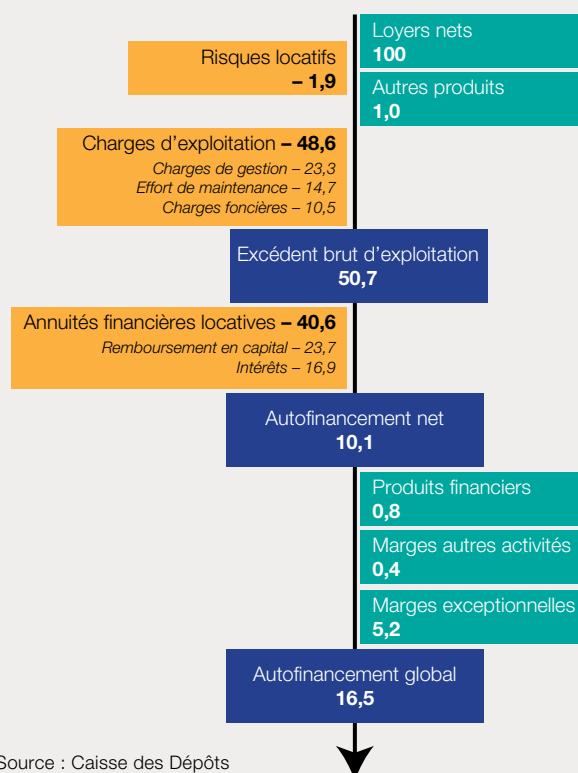 Loyers nets
100
Risques locatifs
– 1,9
Autres produits
1,0
Charges d'exploitation – 48,6
Charges de gestion – 23,3
Effort de maintenance – 14,7
Charges foncières – 10,5
Excédent brut d'exploitation
50,7
Annuités financières locatives – 40,6
Remboursement en capital – 23,7
Intérêts – 16,9
Autofinancement net
10,1
Produits financiers
0,8
Marges autres activités
0,4
Marges exceptionnelles
5,2
Autofinancement global
16,5
Source : Caisse des Dépôts